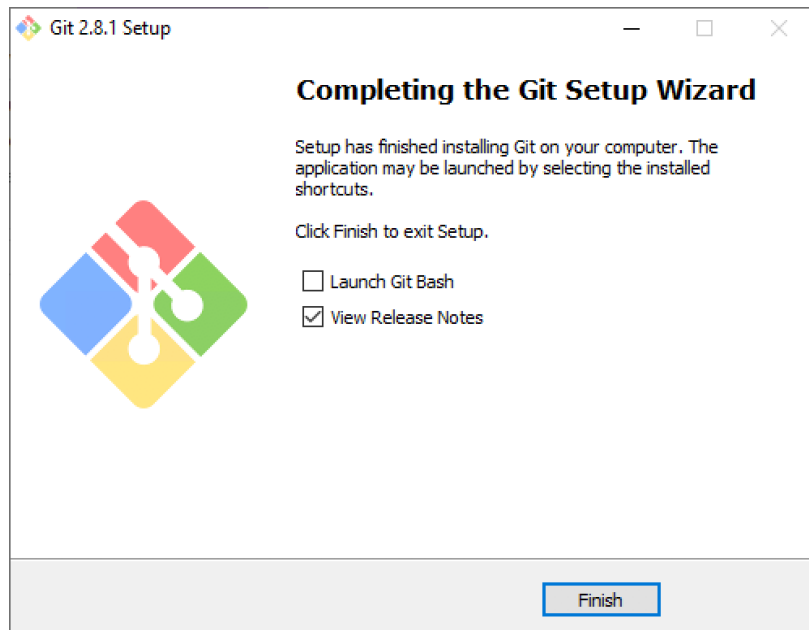 Git 2.8.1 Setup
Completing the Git Setup Wizard
Setup has finished installing Git on your computer. The
application may be launched by selecting the installed
shortcuts.
Click Finish to exit Setup.
Launch Git Bash
View Release Notes
Finish